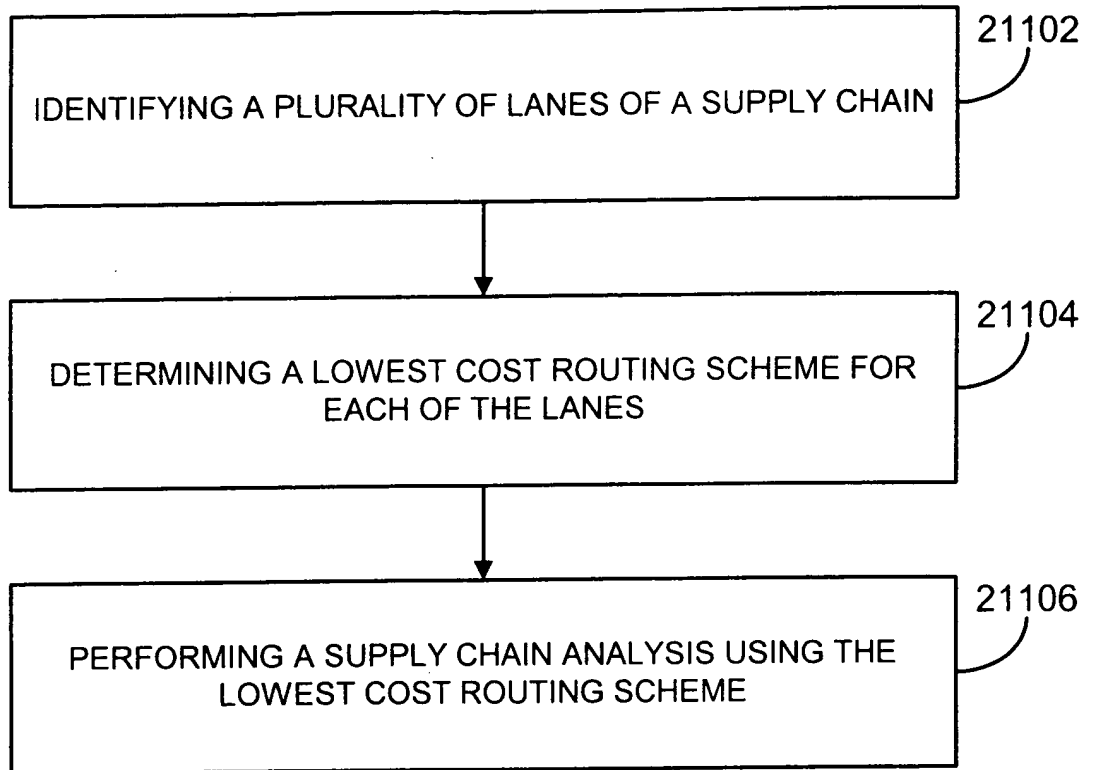 21102
IDENTIFYING A PLURALITY OF LANES OF A SUPPLY CHAIN
21104
DETERMINING A LOWEST COST ROUTING SCHEME FOR
EACH OF THE LANES
21106
PERFORMING A SUPPLY CHAIN ANALYSIS USING THE
LOWEST COST ROUTING SCHEME